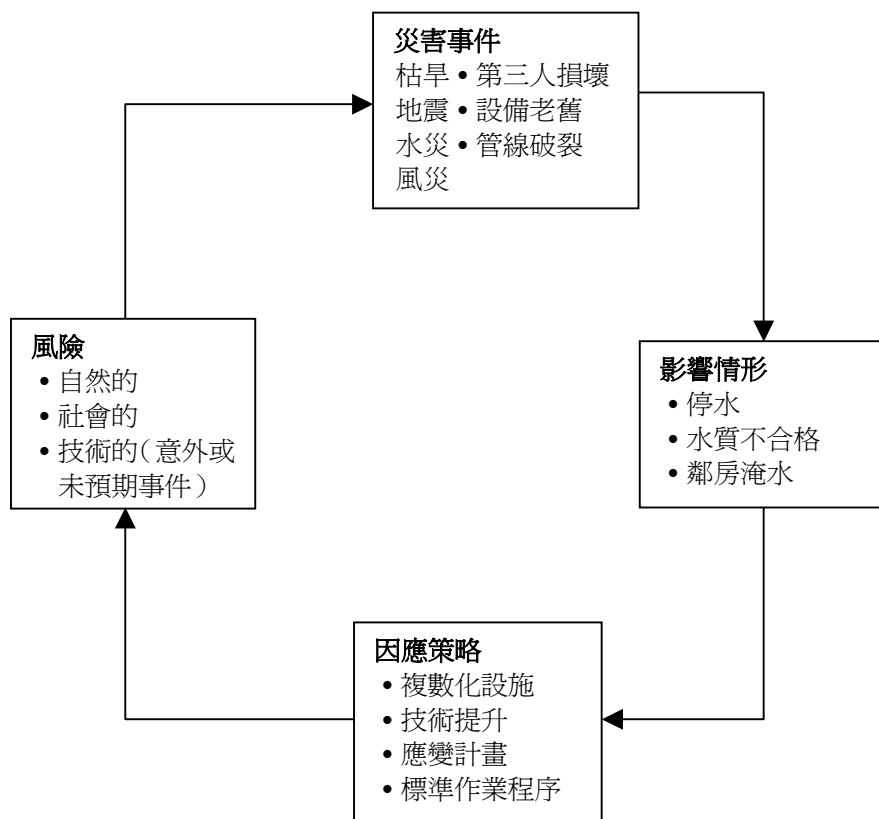 災害事件
枯旱 • 第三人損壞
地震 • 設備老舊
水災 • 管線破裂
風災
風險
• 自然的
• 社會的
• 技術的(意外或
未預期事件)
影響情形
• 停水
• 水質不合格
• 鄰房淹水
因應策略
• 複數化設施
• 技術提升
• 應變計畫
• 標準作業程序